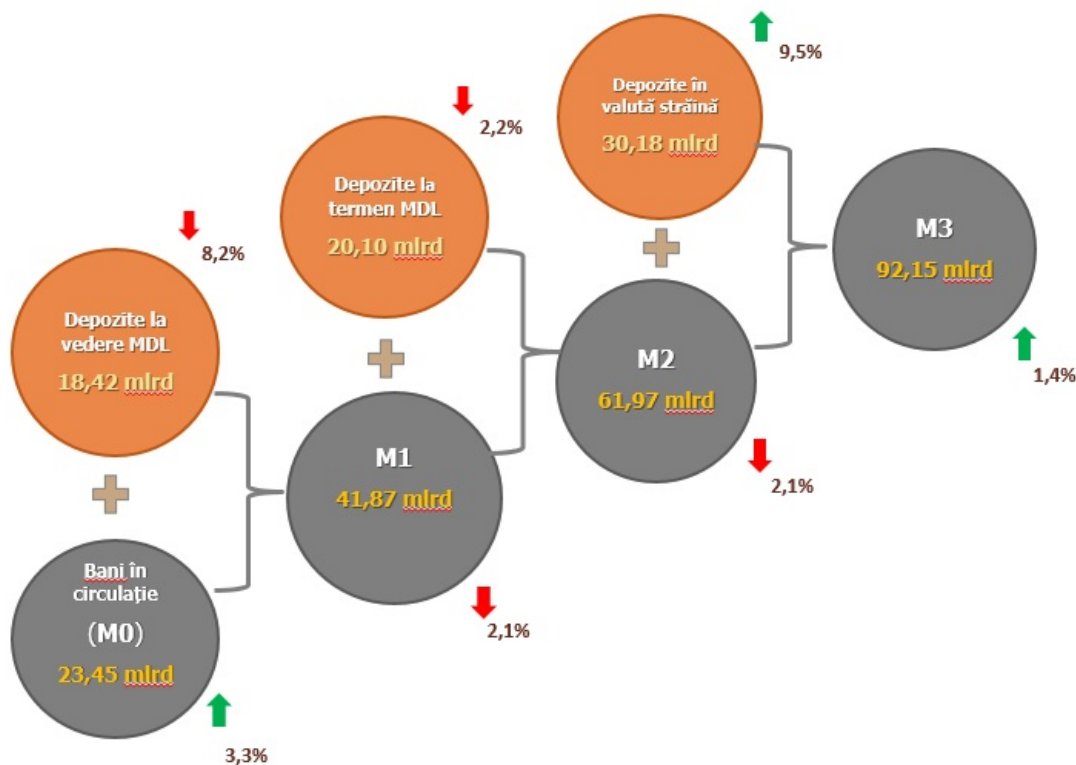 9,5%
Depozite în
valută străină
30,18 mlrd
2,2%
Depozite la
termen MDL
20,10 mlrd
M3
92,15 mlrd
8,2%
Depozite la
vedere MDL
18,42 mlrd
M2
61,97 mlrd
1,4%
M1
41,87 mlrd
2,1%
Bani în
circulație
(M0)
23,45 mlrd
2,1%
3,3%